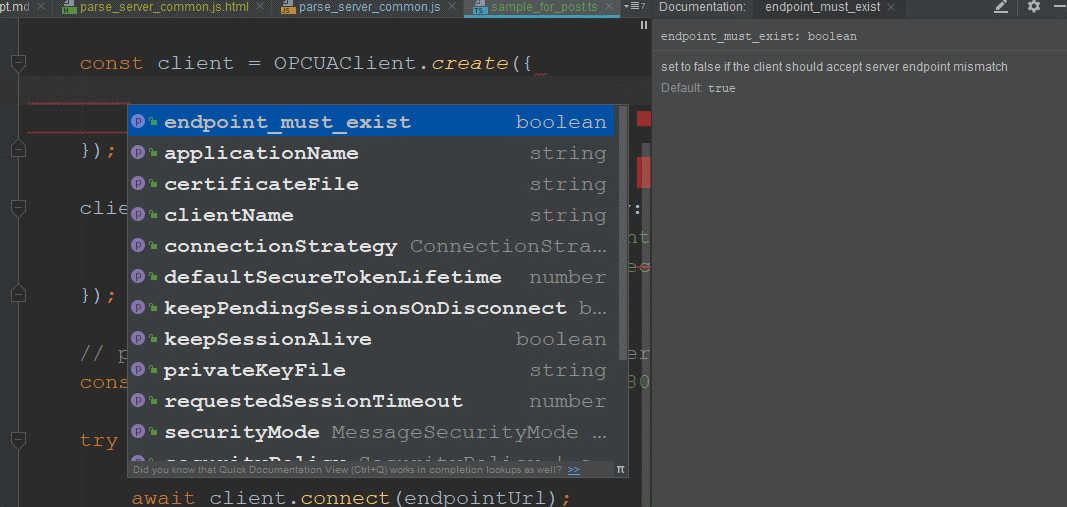 pt.md
parse_server_common.js.html
parse_server_common.js
sample_for_post.ts
7
Documentation:
endpoint_must_exist
const client = OPCUAClient.create({
endpoint_must_exist boolean
applicationName string
certificateFile string
clientName string
connectionStrategy ConnectionStra...
defaultSecureTokenLifetime number
keepPendingSessionsOnDisconnect b...
keepSessionAlive boolean
privateKeyFile string
requestedSessionTimeout number
securityMode MessageSecurityMode ...
Did you know that Quick Documentation View (Ctrl+Q) works in completion lookups as well? >> π
});
clie
});
// p
cons
try
await client.connect(endpointUrl);
endpoint_must_exist: boolean
set to false if the client should accept server endpoint mismatch
Default: true